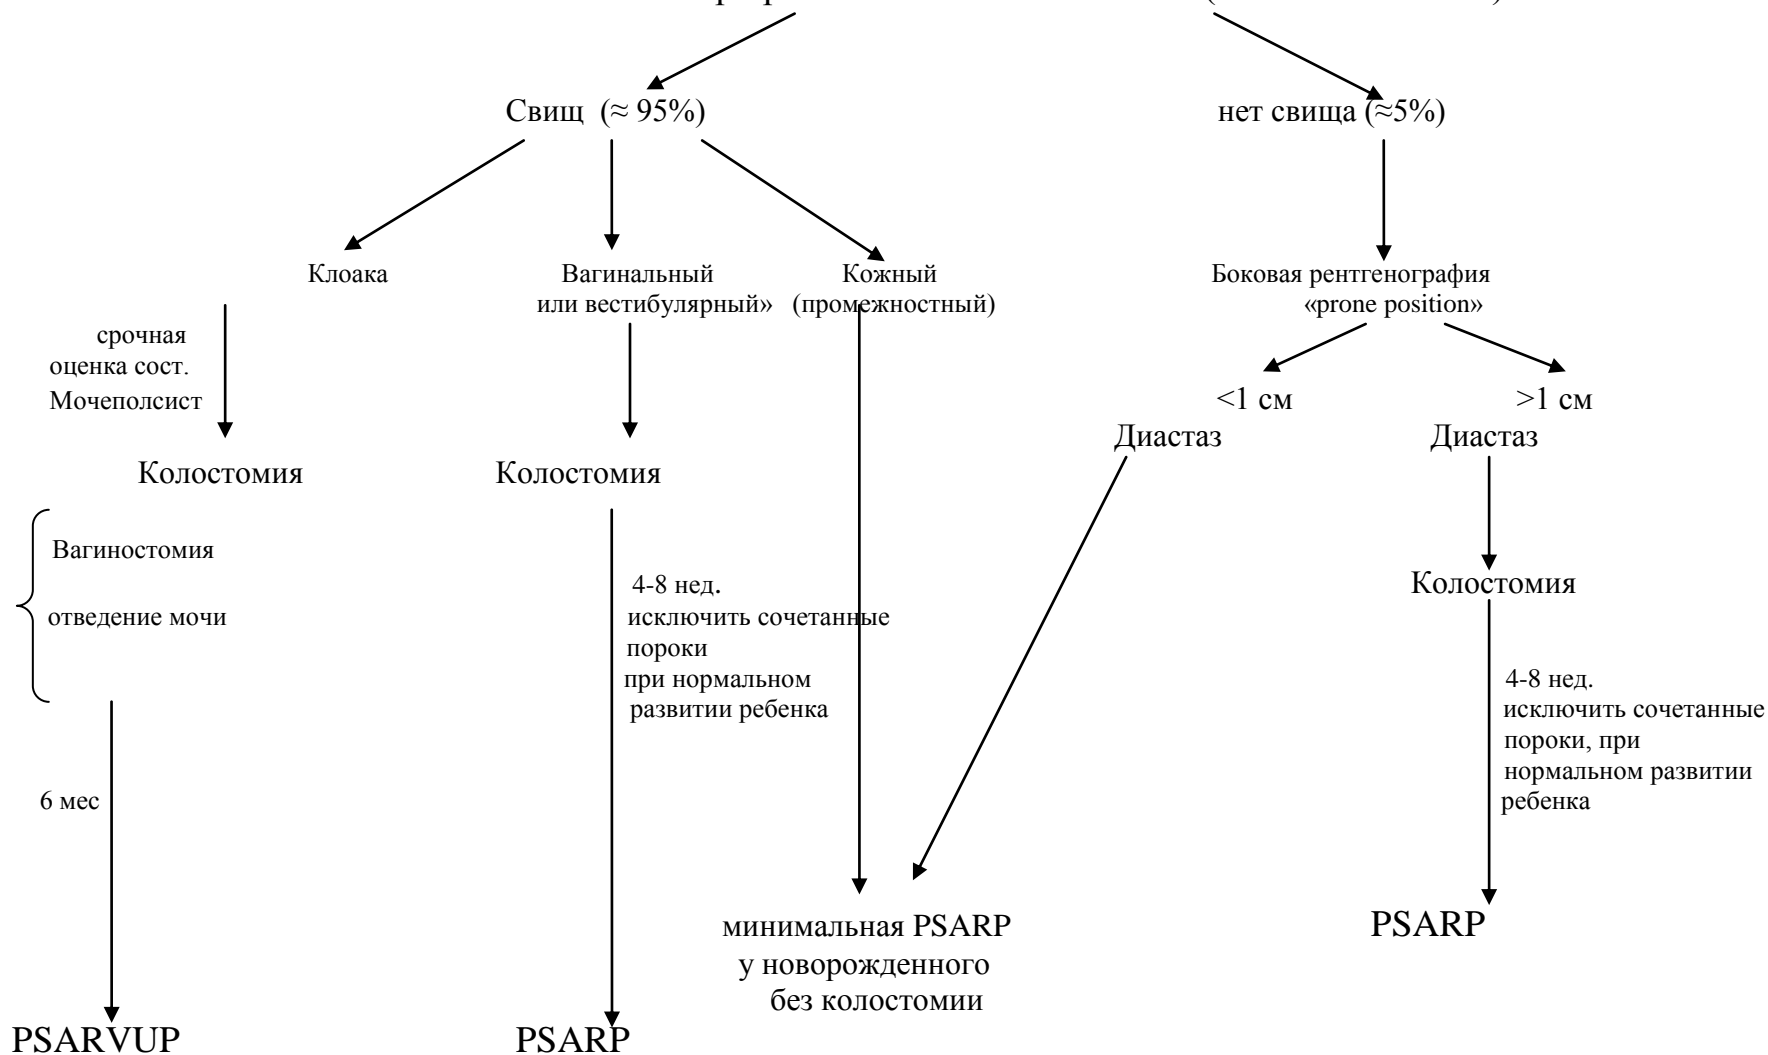 Свищ (≈ 95%)
нет свища (≈5%)
Клоака
Вагинальный
или вестибулярный»
Кожный
(промежностный)
Боковая рентгенография
«prone position»
срочная
оценка сост.
Мочеполсист
<1 см
Диастаз
>1 см
Диастаз
Колостомия
Колостомия
Вагиностомия
отведение мочи
4-8 нед.
исключить сочетанные
пороки
при нормальном
развитии ребенка
Колостомия
4-8 нед.
исключить сочетанные
пороки, при
нормальном развитии
ребенка
6 мес
минимальная PSARP
у новорожденного
без колостомии
PSARP
PSARVUP
PSARP